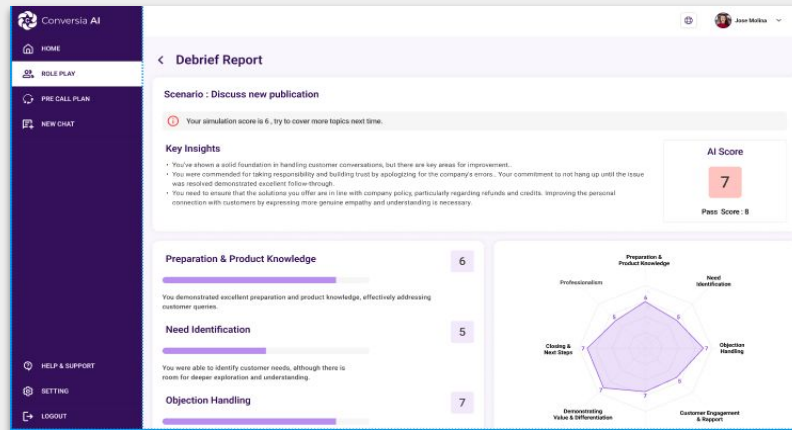 Conversia AI
Jose Molina
HOME
ROLE PLAY
PRE CALL PLAN
NEW CHAT
HELP & SUPPORT
SETTING
LOGOUT
Debrief Report
Scenario : Discuss new publication
Your simulation score is 6 , try to cover more topics next time.
Key Insights
• You've shown a solid foundation in handling customer conversations, but there are key areas for improvement..
• You were commended for taking responsibility and building trust by apologizing for the company's errors.. Your commitment to not hang up until the issue
was resolved demonstrated excellent follow-through.
• You need to ensure that the solutions you offer are in line with company policy, particularly regarding refunds and credits. Improving the personal
connection with customers by expressing more genuine empathy and understanding is necessary.
AI Score
7
Pass Score : 8
Preparation & Product Knowledge
6
You demonstrated excellent preparation and product knowledge, effectively addressing
customer queries.
Need Identification
5
You were able to identify customer needs, although there is
room for deeper exploration and understanding.
Objection Handling
7
Preparation &
Product Knowledge
Need
Identification
Professionalism
6
5
5
Closing &
Next Steps
7
7
Objection
Handling
5
7
7
Demonstrating
Value & Differentiation
Customer Engagement
& Rapport